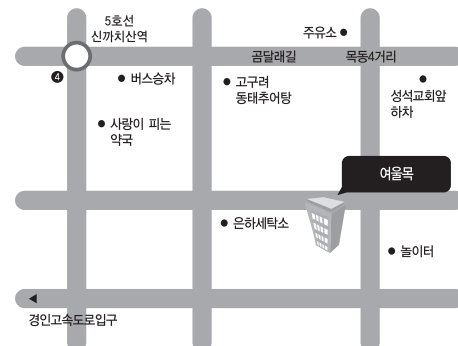 5호선
신까치산역
주유소
곰달래길
목동4거리
4
버스승차
고구려
동태추어탕
성석교회앞
하차
사랑이 피는
약국
여울목
은하세탁소
놀이터
경인고속도로입구